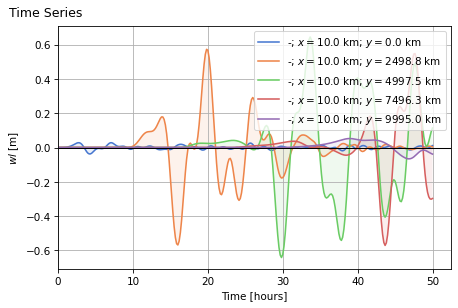 Time Series
wl [m]
0.6
0.4
0.2
0.0
−0.2
−0.4
−0.6
-; x = 10.0 km; y = 0.0 km
-; x = 10.0 km; y = 2498.8 km
-; x = 10.0 km; y = 4997.5 km
-; x = 10.0 km; y = 7496.3 km
-; x = 10.0 km; y = 9995.0 km
0 10 20 30 40 50
Time [hours]